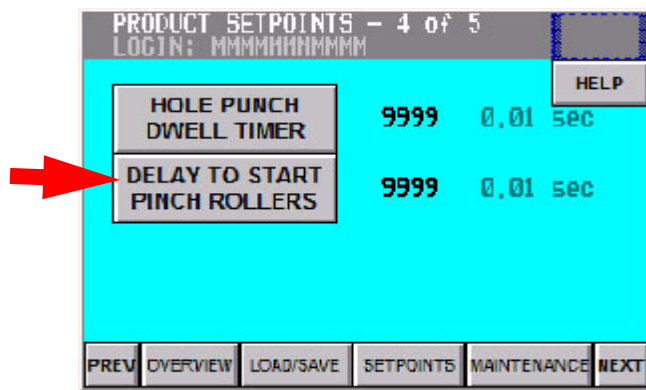 PRODUCT SETPOINTS - 4 of 5
LOGIN: MMMMMMMMMMM
HELP
HOLE PUNCH
DWELL TIMER
9999 0.01 sec
DELAY TO START
PINCH ROLLERS
9999 0.01 sec
PREV OVERVIEW LOAD/SAVE SETPOINTS MAINTENANCE NEXT